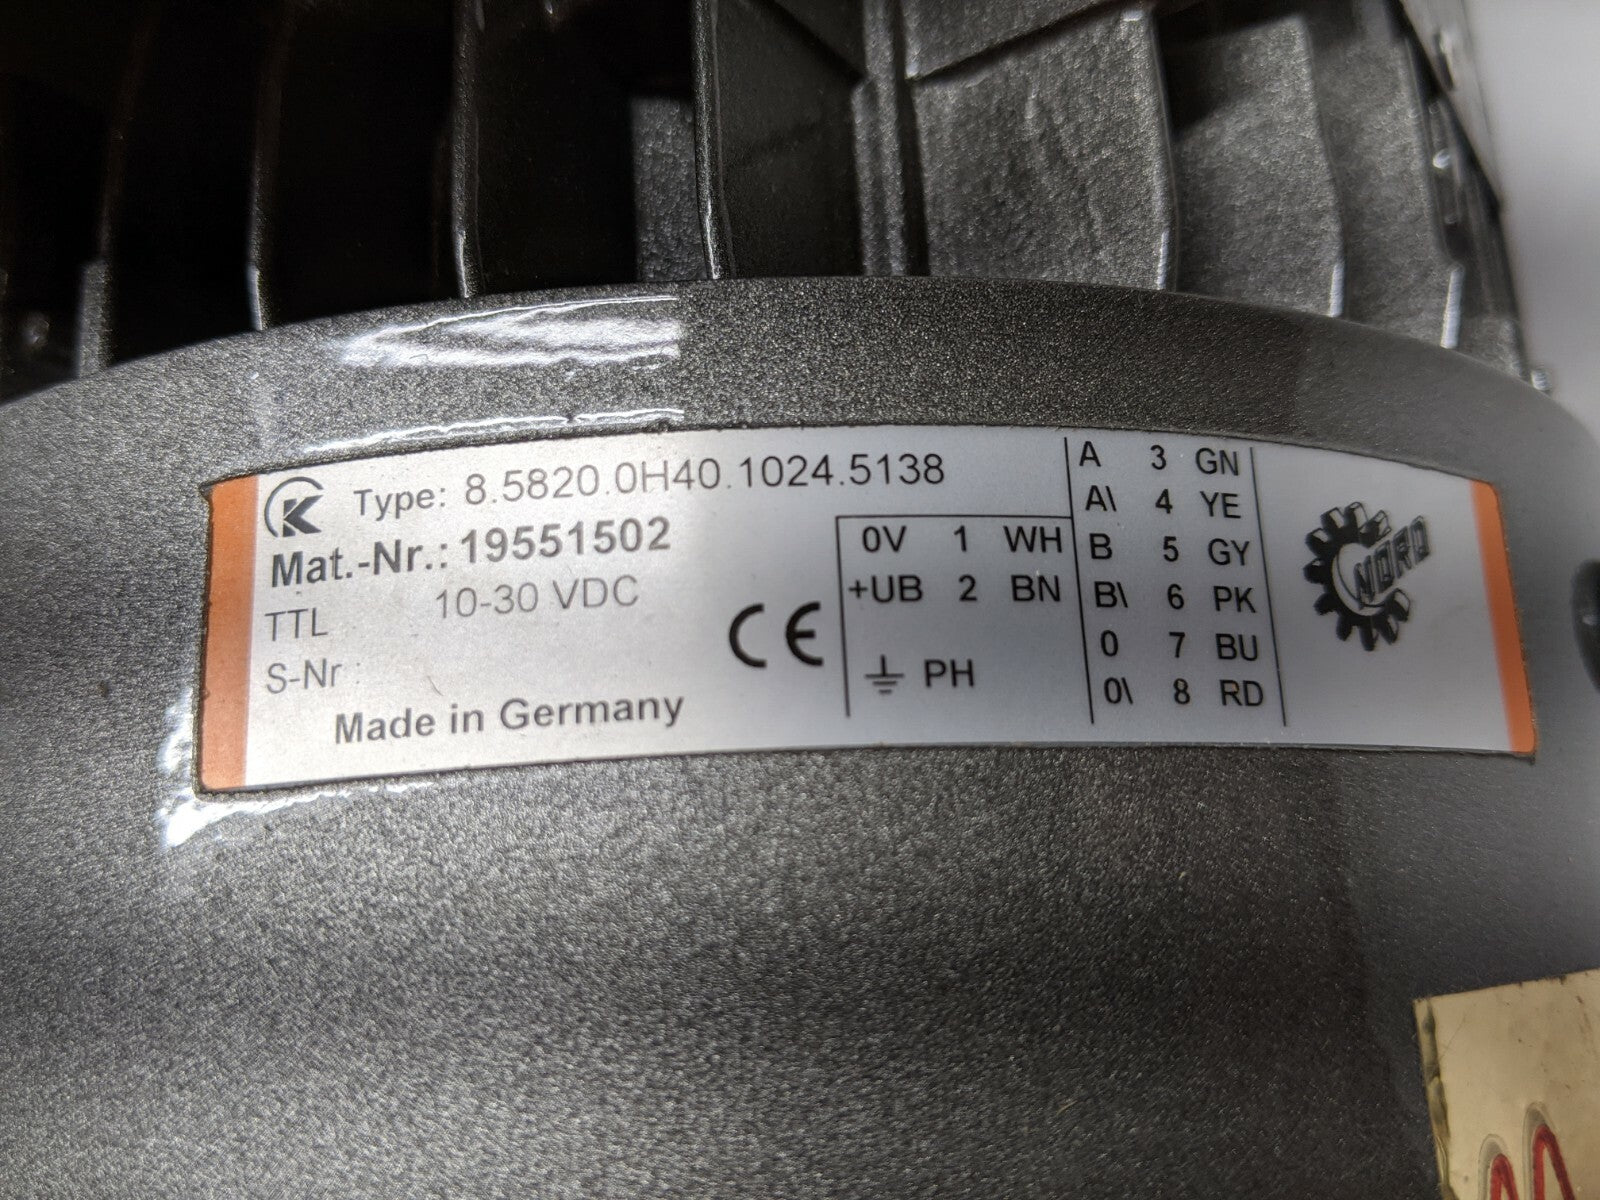 K
Type: 8.5820.0H40.1024.5138
Mat.-Nr.: 19551502
TTL 10-30 VDC
S-Nr :
Made in Germany
CE
0V 1 WH
+UB 2 BN
⏚ PH
A 3 GN
A\ 4 YE
B 5 GY
B\ 6 PK
0 7 BU
0\ 8 RD
NORD